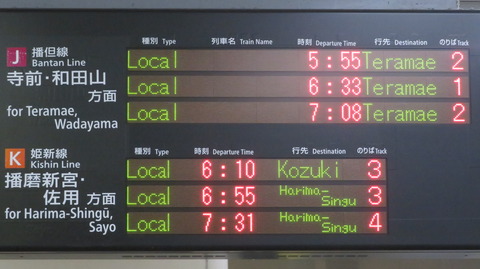 種別 Type 列車名 Train Name 時刻 Departure Time 行先 Destination のりば Track
J 播但線
Bantan Line
寺前・和田山
方面
for Teramae,
Wadayama
Local 5:55 Teramae 2
Local 6:33 Teramae 1
Local 7:08 Teramae 2
種別 Type 時刻 Departure Time 行先 Destination のりば Track
K 姫新線
Kishin Line
播磨新宮・
佐用 方面
for Harima-Shingū,
Sayo
Local 6:10 Kozuki 3
Local 6:55 Harima-
Singu 3
Local 7:31 Harima-
Singu 4